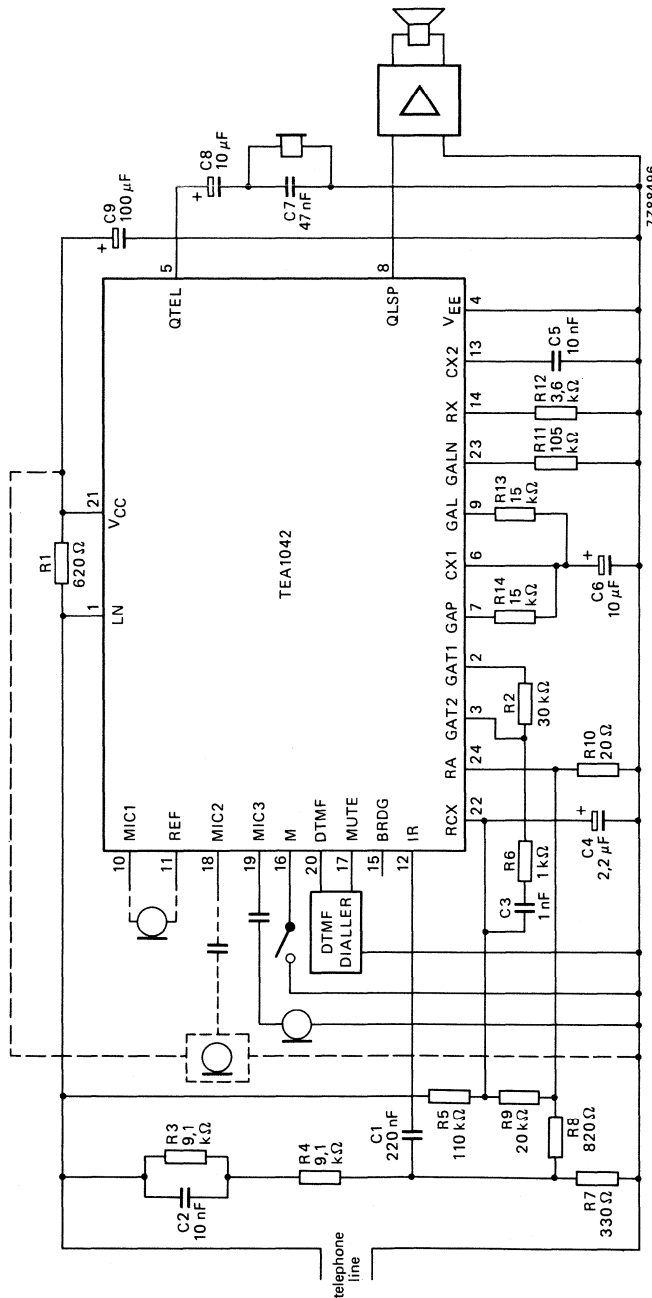 telephone
line
C2
10 nF
R3
9,1
kΩ
R4
9,1
kΩ
R7
330Ω
C1
220 nF
R5
110 kΩ
R9
20 kΩ
R8
820Ω
R1
620 Ω
1
LN
21
VCC
C9
+
100 µF
5
QTEL
C8
+
10 µF
C7
47 nF
8
QLSP
TEA1042
10
MIC1
11
REF
18
MIC2
19
MIC3
16
M
20
DTMF
17
MUTE
15
BRDG
12
IR
DTMF
DIALLER
RCX
22
RA
24
GAT2
3
GAT1
2
GAP
7
CX1
6
GAL
9
GALN
23
RX
14
CX2
13
VEE
4
C3
1 nF
R6
1 kΩ
R2
30 kΩ
C4
+
2,2 µF
R10
20 Ω
R14
15
kΩ
R13
15
kΩ
C6
+
10 µF
R11
105
kΩ
R12
3,6
kΩ
C5
10 nF